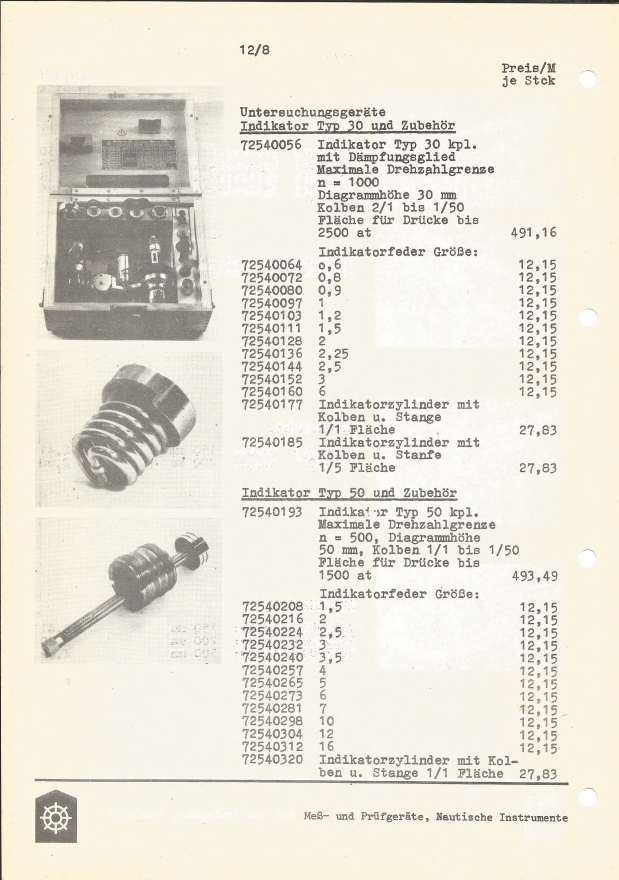 12/8
Preis/M
je Stck
Untersuchungsgeräte
Indikator Typ 30 und Zubehör
72540056 Indikator Typ 30 kpl.
mit Dämpfungsglied
Maximale Drehzahlgrenze
n = 1000
Diagrammhöhe 30 mm
Kolben 2/1 bis 1/50
Fläche für Drücke bis
2500 at 491,16
Indikatorfeder Größe:
72540064 0,6 12,15
72540072 0,8 12,15
72540080 0,9 12,15
72540097 1 12,15
72540103 1,2 12,15
72540111 1,5 12,15
72540128 2 12,15
72540136 2,25 12,15
72540144 2,5 12,15
72540152 3 12,15
72540160 6 12,15
72540177 Indikatorzylinder mit
Kolben u. Stange
1/1 Fläche 27,83
72540185 Indikatorzylinder mit
Kolben u. Stanfe
1/5 Fläche 27,83
Indikator Typ 50 und Zubehör
72540193 Indikator Typ 50 kpl.
Maximale Drehzahlgrenze
n = 500, Diagrammhöhe
50 mm, Kolben 1/1 bis 1/50
Fläche für Drücke bis
1500 at 493,49
Indikatorfeder Größe:
72540208 1,5 12,15
72540216 2 12,15
72540224 2,5 12,15
72540232 3 12,15
72540240 3,5 12,15
72540257 4 12,15
72540265 5 12,15
72540273 6 12,15
72540281 7 12,15
72540298 10 12,15
72540304 12 12,15
72540312 16 12,15
72540320 Indikatorzylinder mit Kol-
ben u. Stange 1/1 Fläche 27,83
Meß- und Prüfgeräte, Nautische Instrumente